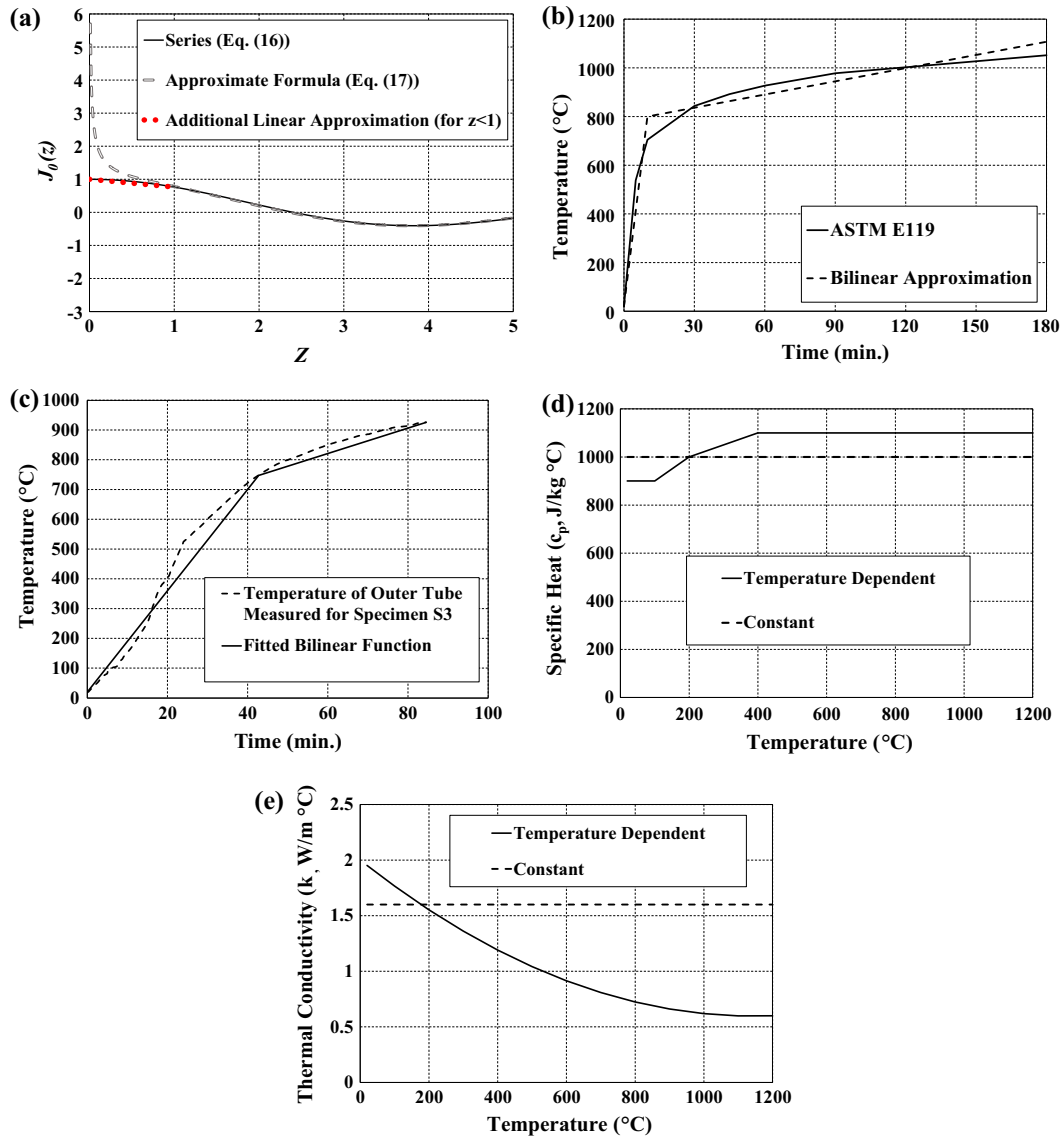 (a)
6
5
4
3
2
1
0
-1
-2
-3
J0(z)
Series (Eq. (16))
Approximate Formula (Eq. (17))
Additional Linear Approximation (for z<1)
0 1 2 3 4 5
Z
(b)
1200
1000
800
600
400
200
0
Temperature (°C)
ASTM E119
Bilinear Approximation
0 30 60 90 120 150 180
Time (min.)
(c)
1000
900
800
700
600
500
400
300
200
100
0
Temperature (°C)
Temperature of Outer Tube
Measured for Specimen S3
Fitted Bilinear Function
0 20 40 60 80 100
Time (min.)
(d)
1200
1000
800
600
400
200
0
Specific Heat (cp, J/kg °C)
Temperature Dependent
Constant
0 200 400 600 800 1000 1200
Temperature (°C)
(e)
2.5
2
1.5
1
0.5
0
Thermal Conductivity (k, W/m °C)
Temperature Dependent
Constant
0 200 400 600 800 1000 1200
Temperature (°C)